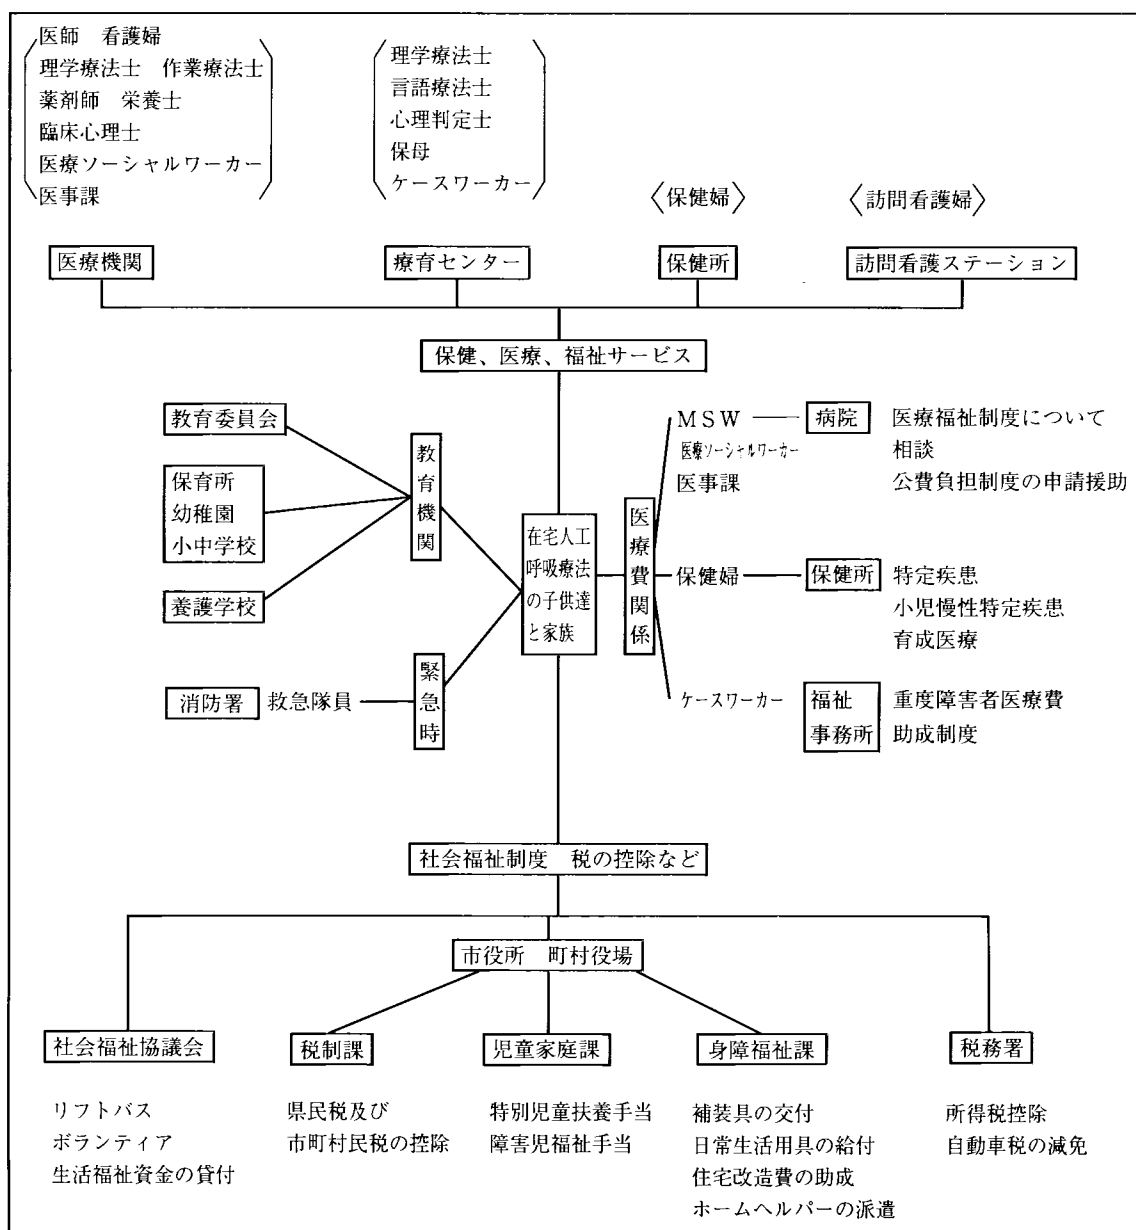 医師　看護婦
理学療法士　作業療法士
薬剤師　栄養士
臨床心理士
医療ソーシャルワーカー
医事課
理学療法士
言語療法士
心理判定士
保母
ケースワーカー
〈保健婦〉
〈訪問看護婦〉
医療機関
療育センター
保健所
訪問看護ステーション
保健、医療、福祉サービス
教育委員会
保育所
幼稚園
小中学校
養護学校
教育機関
消防署　救急隊員
緊急時
在宅人工
呼吸療法
の子供達
と家族
医療費関係
MSW
医療ソーシャルワーカー
医事課
病院
医療福祉制度について
相談
公費負担制度の申請援助
保健婦
保健所
特定疾患
小児慢性特定疾患
育成医療
ケースワーカー
福祉
事務所
重度障害者医療費
助成制度
社会福祉制度　税の控除など
市役所　町村役場
社会福祉協議会
税制課
児童家庭課
身障福祉課
税務署
リフトバス
ボランティア
生活福祉資金の貸付
県民税及び
市町村民税の控除
特別児童扶養手当
障害児福祉手当
補装具の交付
日常生活用具の給付
住宅改造費の助成
ホームヘルパーの派遣
所得税控除
自動車税の減免